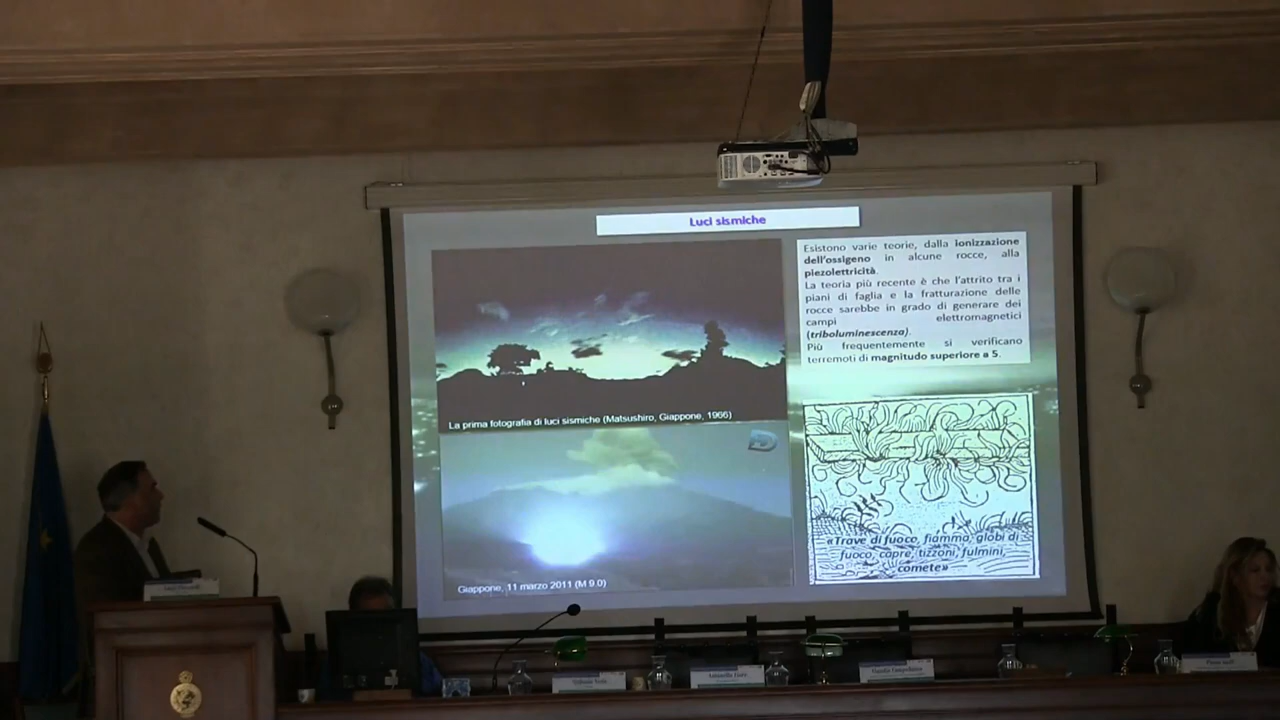 Luci sismiche
Esistono varie teorie, dalla ionizzazione
dell'ossigeno in alcune rocce, alla
piezolettricità.
La teoria più recente è che l'attrito tra i
piani di faglia e la fratturazione delle
rocce sarebbe in grado di generare dei
campi elettromagnetici
(triboluminescenza).
Più frequentemente si verificano
terremoti di magnitudo superiore a 5.
La prima fotografia di luci sismiche (Matsushiro, Giappone, 1966)
Giappone, 11 marzo 2011 (M 9.0)
«Trave di fuoco, fiamma, globi di
fuoco, capre, tizzoni, fulmini,
comete»